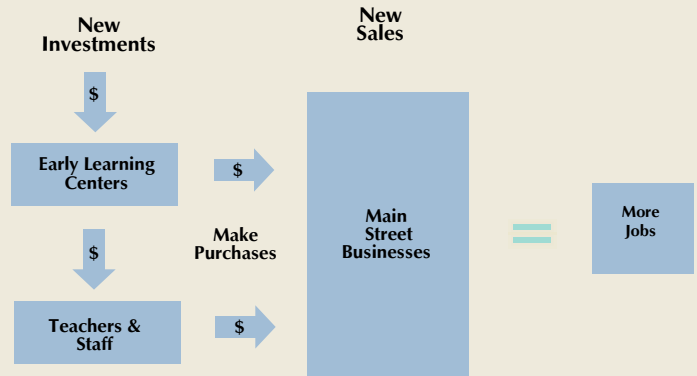 New
Investments
New
Sales
$
Early Learning
Centers
$
Main
Street
Businesses
=
More
Jobs
$
Make
Purchases
Teachers &
Staff
$